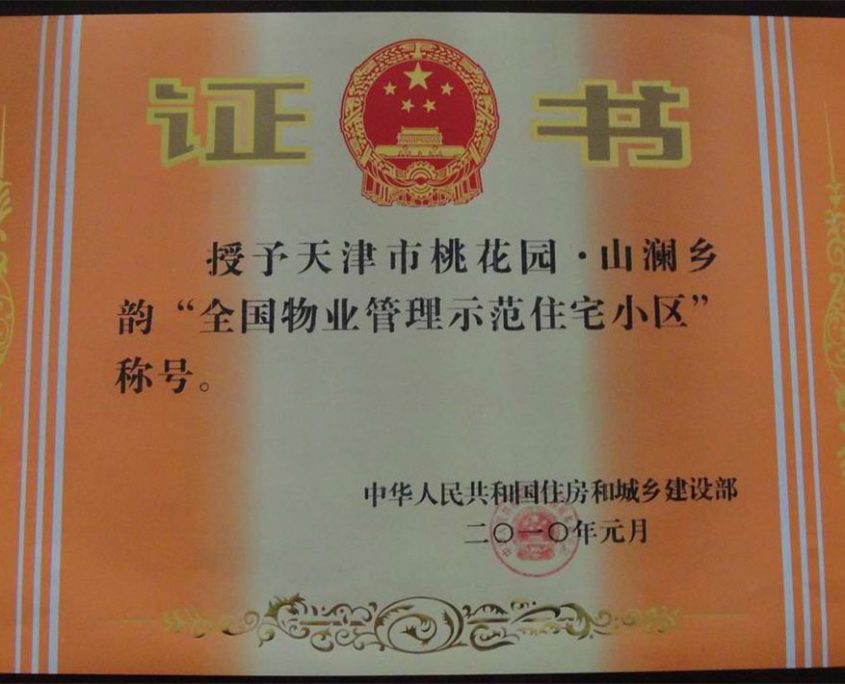 证书
授予天津市桃花园·山澜乡
韵“全国物业管理示范住宅小区”
称号。
中华人民共和国住房和城乡建设部
二〇一〇年元月